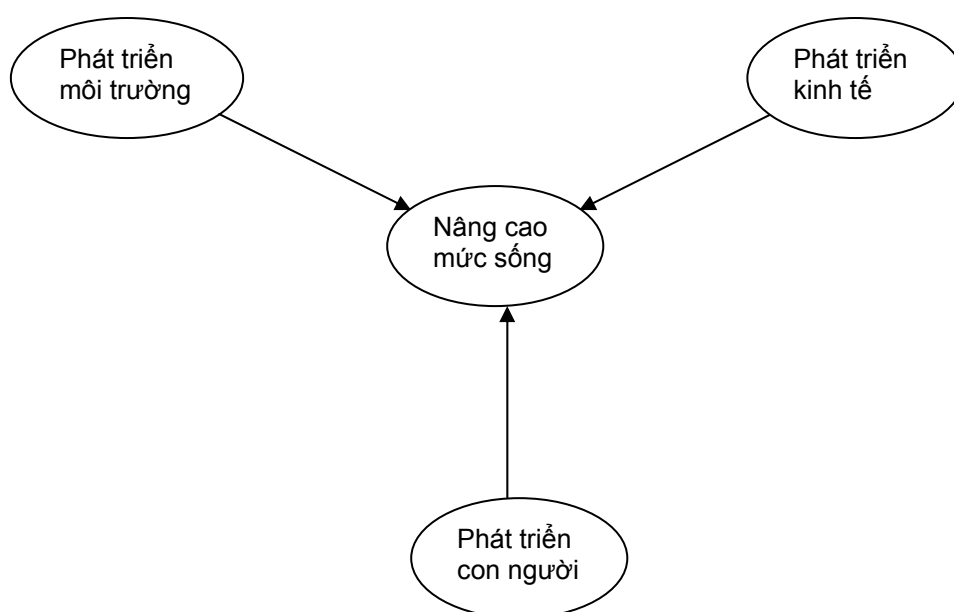 Phát triển
môi trường
Phát triển
kinh tế
Nâng cao
mức sống
Phát triển
con người